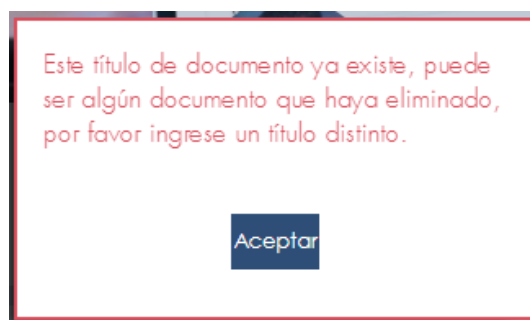 Este título de documento ya existe, puede
ser algún documento que haya eliminado,
por favor ingrese un título distinto.
Aceptar